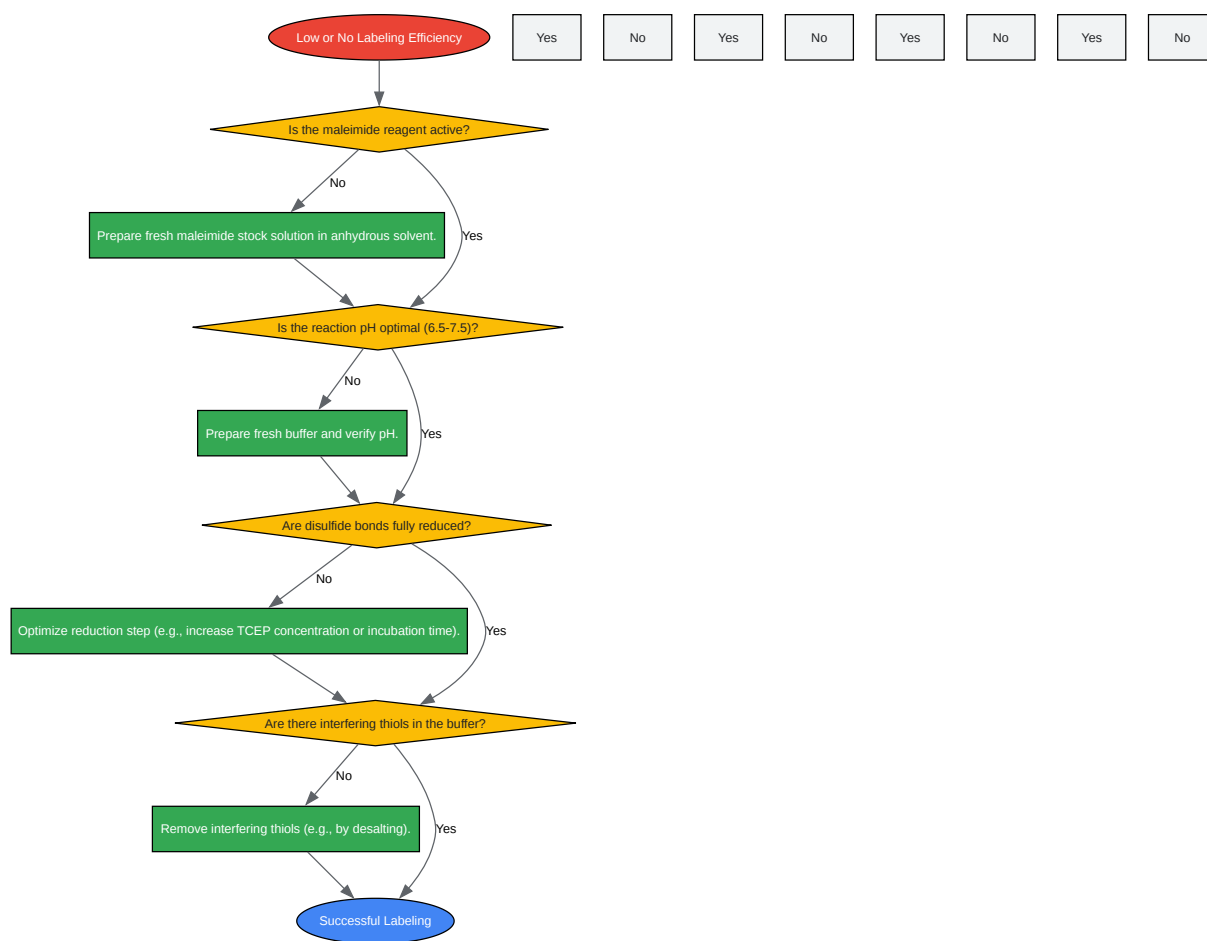 Low or No Labeling Efficiency
Yes
No
Yes
No
Yes
No
Yes
No
Is the maleimide reagent active?
No
Prepare fresh maleimide stock solution in anhydrous solvent.
Yes
Is the reaction pH optimal (6.5-7.5)?
No
Prepare fresh buffer and verify pH.
Yes
Are disulfide bonds fully reduced?
No
Optimize reduction step (e.g., increase TCEP concentration or incubation time).
Yes
Are there interfering thiols in the buffer?
No
Remove interfering thiols (e.g., by desalting).
Yes
Successful Labeling